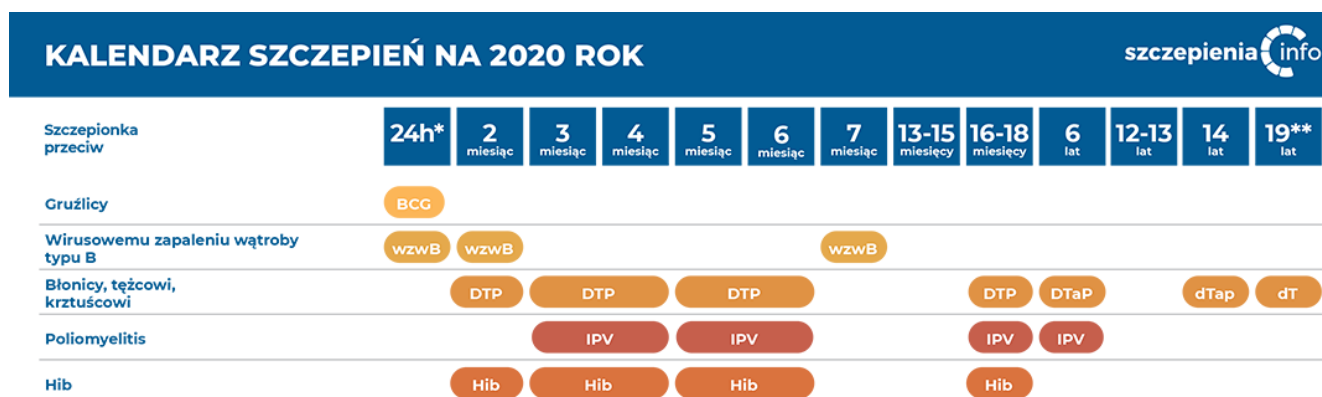 KALENDARZ SZCZEPIEŃ NA 2020 ROK
szczepienia info
Szczepionka
przeciw
24h* 2 3 4 5 6 7 13-15 16-18 6 12-13 14 19**
miesiąc miesiąc miesiąc miesiąc miesiąc miesiąc miesięcy miesięcy lat lat lat lat
Gruźlicy BCG
Wirusowemu zapaleniu wątroby
typu B
wzwB wzwB wzwB
Błonicy, tężcowi,
krztuścowi
DTP DTP DTP DTP DTaP dTap dT
Poliomyelitis IPV IPV IPV IPV
Hib Hib Hib Hib Hib